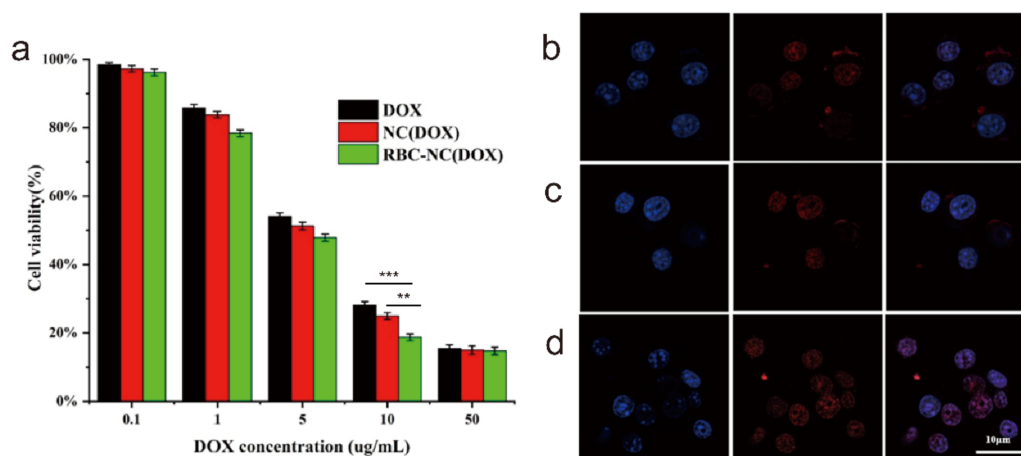 a
100%
80%
60%
40%
20%
0%
Cell viability(%)
DOX
NC(DOX)
RBC-NC(DOX)
***
**
0.1 1 5 10 50
DOX concentration (ug/mL)
b
c
d
10μm